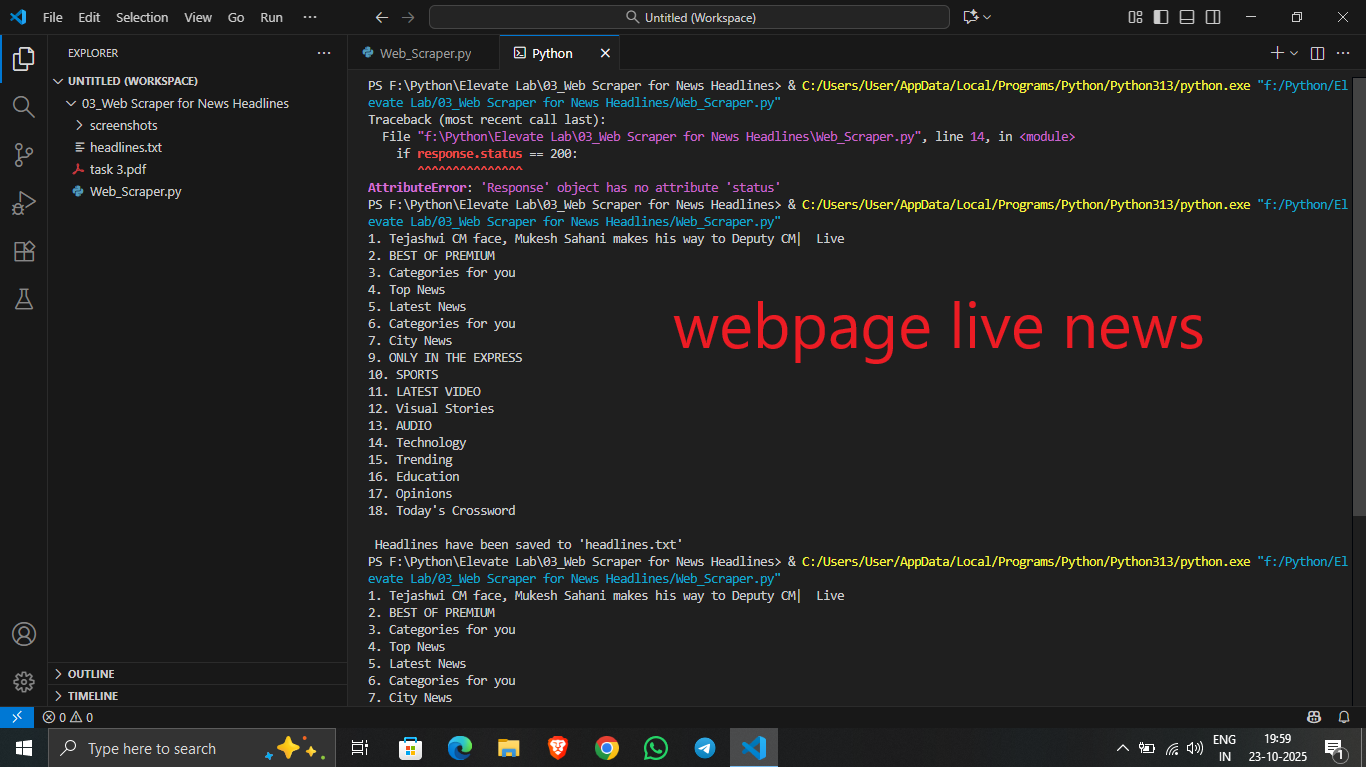 File Edit Selection View Go Run ··· Untitled (Workspace)
EXPLORER ···
UNTITLED (WORKSPACE)
03_Web Scraper for News Headlines
screenshots
headlines.txt
task 3.pdf
Web_Scraper.py
OUTLINE
TIMELINE
Web_Scraper.py Python
PS F:\Python\Elevate Lab\03_Web Scraper for News Headlines> & C:/Users/User/AppData/Local/Programs/Python/Python313/python.exe "f:/Python/El
evate Lab/03_Web Scraper for News Headlines/Web_Scraper.py"
Traceback (most recent call last):
File "f:\Python\Elevate Lab\03_Web Scraper for News Headlines\Web_Scraper.py", line 14, in <module>
if response.status == 200:
^^^^^^^^^^^^^^^
AttributeError: 'Response' object has no attribute 'status'
PS F:\Python\Elevate Lab\03_Web Scraper for News Headlines> & C:/Users/User/AppData/Local/Programs/Python/Python313/python.exe "f:/Python/El
evate Lab/03_Web Scraper for News Headlines/Web_Scraper.py"
1. Tejashwi CM face, Mukesh Sahani makes his way to Deputy CM| Live
2. BEST OF PREMIUM
3. Categories for you
4. Top News
5. Latest News
6. Categories for you
7. City News
9. ONLY IN THE EXPRESS
10. SPORTS
11. LATEST VIDEO
12. Visual Stories
13. AUDIO
14. Technology
15. Trending
16. Education
17. Opinions
18. Today's Crossword
webpage live news
Headlines have been saved to 'headlines.txt'
PS F:\Python\Elevate Lab\03_Web Scraper for News Headlines> & C:/Users/User/AppData/Local/Programs/Python/Python313/python.exe "f:/Python/El
evate Lab/03_Web Scraper for News Headlines/Web_Scraper.py"
1. Tejashwi CM face, Mukesh Sahani makes his way to Deputy CM| Live
2. BEST OF PREMIUM
3. Categories for you
4. Top News
5. Latest News
6. Categories for you
7. City News
0 0
Type here to search
ENG
IN
19:59
23-10-2025
1